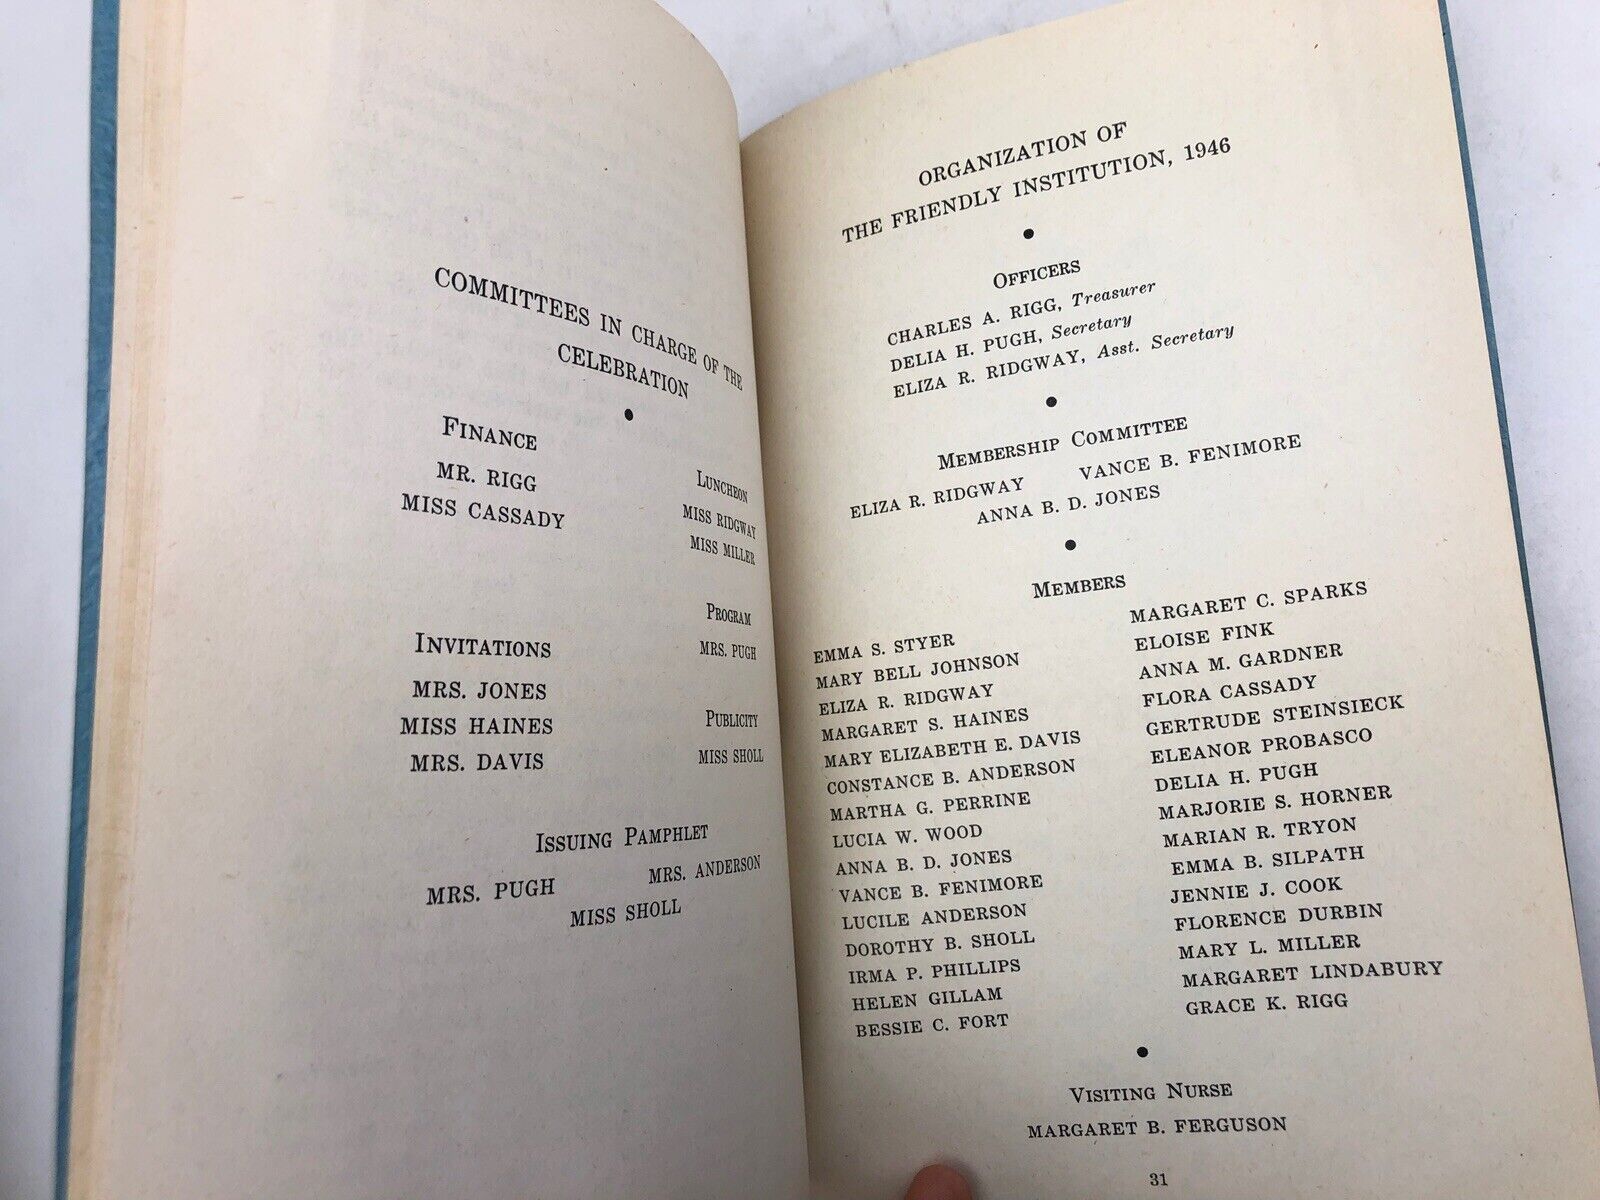 COMMITTEES IN CHARGE OF THE
CELEBRATION
●
FINANCE
MR. RIGG
MISS CASSADY
LUNCHEON
MISS RIDGWAY
MISS MILLER
INVITATIONS
MRS. JONES
MISS HAINES
MRS. DAVIS
PROGRAM
MRS. PUGH
PUBLICITY
MISS SHOLL
ISSUING PAMPHLET
MRS. PUGH MRS. ANDERSON
MISS SHOLL
ORGANIZATION OF
THE FRIENDLY INSTITUTION, 1946
●
OFFICERS
CHARLES A. RIGG, Treasurer
DELIA H. PUGH, Secretary
ELIZA R. RIDGWAY, Asst. Secretary
●
MEMBERSHIP COMMITTEE
ELIZA R. RIDGWAY VANCE B. FENIMORE
ANNA B. D. JONES
●
MEMBERS
EMMA S. STYER
MARY BELL JOHNSON
ELIZA R. RIDGWAY
MARGARET S. HAINES
MARY ELIZABETH E. DAVIS
CONSTANCE B. ANDERSON
MARTHA G. PERRINE
LUCIA W. WOOD
ANNA B. D. JONES
VANCE B. FENIMORE
LUCILE ANDERSON
DOROTHY B. SHOLL
IRMA P. PHILLIPS
HELEN GILLAM
BESSIE C. FORT
MARGARET C. SPARKS
ELOISE FINK
ANNA M. GARDNER
FLORA CASSADY
GERTRUDE STEINSIECK
ELEANOR PROBASCO
DELIA H. PUGH
MARJORIE S. HORNER
MARIAN R. TRYON
EMMA B. SILPATH
JENNIE J. COOK
FLORENCE DURBIN
MARY L. MILLER
MARGARET LINDABURY
GRACE K. RIGG
●
VISITING NURSE
MARGARET B. FERGUSON
31